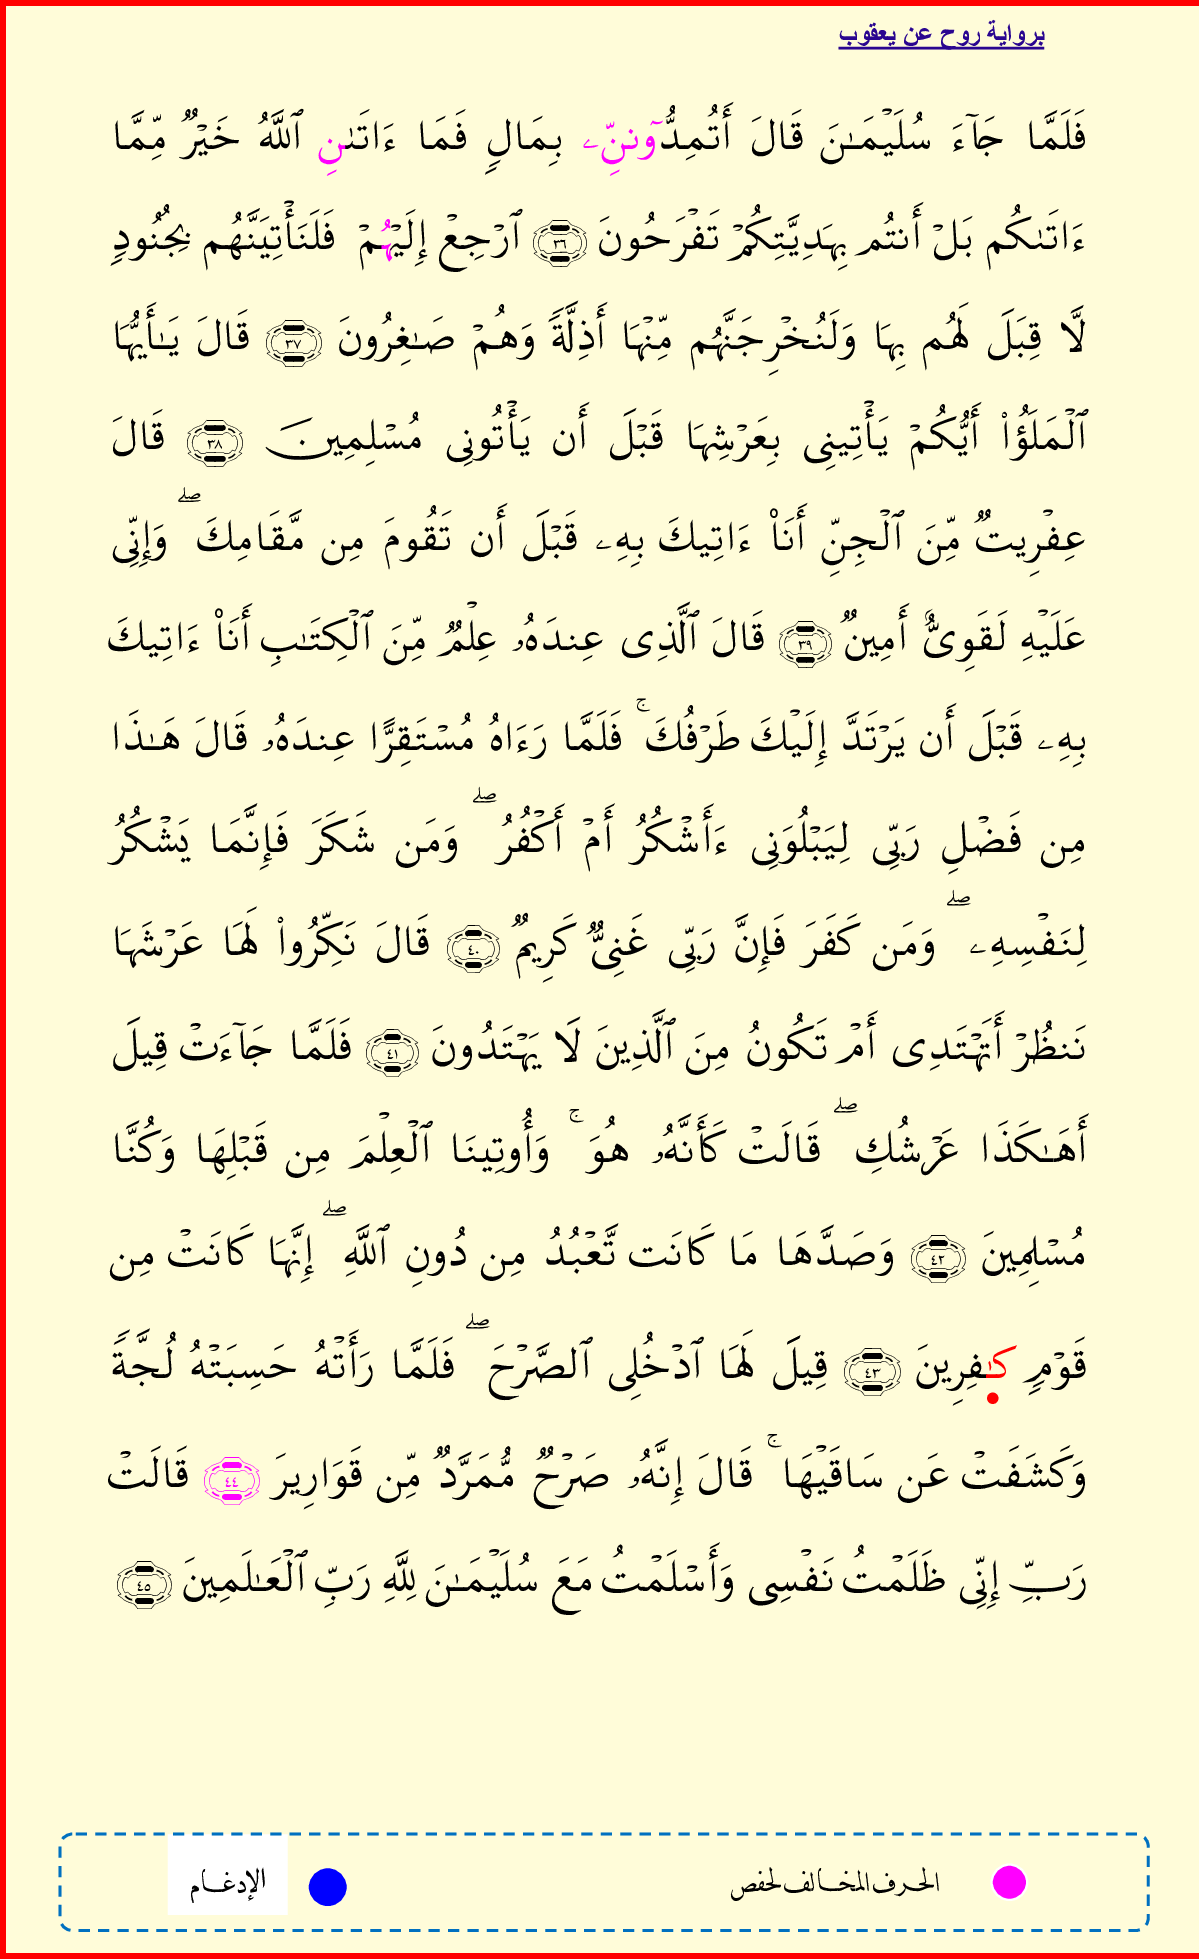 برواية روح عن يعقوب
فَلَمَّا جَآءَ سُلَيْمَـٰنَ قَالَ أَتُمِدُّوٓنِنِّۦ بِمَالٍ فَمَا ءَاتَىٰنِ ٱللَّهُ خَيْرٌ مِّمَّا
ءَاتَىٰكُم بَلْ أَنتُم بِهَدِيَّتِكُمْ تَفْرَحُونَ ٣٦ ٱرْجِعْ إِلَيْهُمْ فَلَنَأْتِيَنَّهُم بِجُنُودٍ
لَّا قِبَلَ لَهُم بِهَا وَلَنُخْرِجَنَّهُم مِّنْهَا أَذِلَّةً وَهُمْ صَـٰغِرُونَ ٣٧ قَالَ يَـٰٓأَيُّهَا
ٱلْمَلَؤُا۟ أَيُّكُمْ يَأْتِينِى بِعَرْشِهَا قَبْلَ أَن يَأْتُونِى مُسْلِمِينَ ٣٨ قَالَ
عِفْرِيتٌ مِّنَ ٱلْجِنِّ أَنَا۠ ءَاتِيكَ بِهِۦ قَبْلَ أَن تَقُومَ مِن مَّقَامِكَ ۖ وَإِنِّى
عَلَيْهِ لَقَوِىٌّ أَمِينٌ ٣٩ قَالَ ٱلَّذِى عِندَهُۥ عِلْمٌ مِّنَ ٱلْكِتَـٰبِ أَنَا۠ ءَاتِيكَ
بِهِۦ قَبْلَ أَن يَرْتَدَّ إِلَيْكَ طَرْفُكَ ۚ فَلَمَّا رَءَاهُ مُسْتَقِرًّا عِندَهُۥ قَالَ هَـٰذَا
مِن فَضْلِ رَبِّى لِيَبْلُوَنِى ءَأَشْكُرُ أَمْ أَكْفُرُ ۖ وَمَن شَكَرَ فَإِنَّمَا يَشْكُرُ
لِنَفْسِهِۦ ۖ وَمَن كَفَرَ فَإِنَّ رَبِّى غَنِىٌّ كَرِيمٌ ٤٠ قَالَ نَكِّرُوا۟ لَهَا عَرْشَهَا
نَنظُرْ أَتَهْتَدِى أَمْ تَكُونُ مِنَ ٱلَّذِينَ لَا يَهْتَدُونَ ٤١ فَلَمَّا جَآءَتْ قِيلَ
أَهَـٰكَذَا عَرْشُكِ ۖ قَالَتْ كَأَنَّهُۥ هُوَ ۚ وَأُوتِينَا ٱلْعِلْمَ مِن قَبْلِهَا وَكُنَّا
مُسْلِمِينَ ٤٢ وَصَدَّهَا مَا كَانَت تَّعْبُدُ مِن دُونِ ٱللَّهِ ۖ إِنَّهَا كَانَتْ مِن
قَوْمٍ كَـٰفِرِينَ ٤٣ قِيلَ لَهَا ٱدْخُلِى ٱلصَّرْحَ ۖ فَلَمَّا رَأَتْهُ حَسِبَتْهُ لُجَّةً
وَكَشَفَتْ عَن سَاقَيْهَا ۚ قَالَ إِنَّهُۥ صَرْحٌ مُّمَرَّدٌ مِّن قَوَارِيرَ ٤٤ قَالَتْ
رَبِّ إِنِّى ظَلَمْتُ نَفْسِى وَأَسْلَمْتُ مَعَ سُلَيْمَـٰنَ لِلَّهِ رَبِّ ٱلْعَـٰلَمِينَ ٤٥
الحرف المخالف لحفص
الإدغام